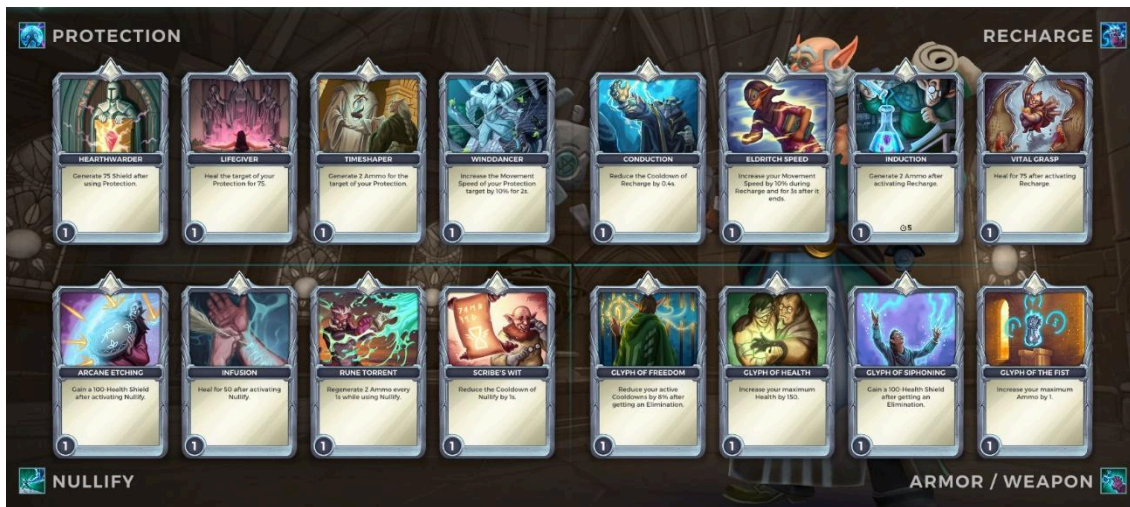 PROTECTION
RECHARGE
HEARTHWARDER
Generate 75 Shield after
using Protection.
1
LIFEGIVER
Heal the target of your
Protection for 75.
1
TIMESHAPER
Generate 2 Ammo for the
target of your Protection.
1
WINDDANCER
Increase the Movement
Speed of your Protection
target by 10% for 2s.
1
CONDUCTION
Reduce the Cooldown of
Recharge by 0,4s.
1
ELDRITCH SPEED
Increase your Movement
Speed by 10% during
Recharge and for 3s after it
ends.
1
INDUCTION
Generate 2 Ammo after
activating Recharge.
5
1
VITAL GRASP
Heal for 75 after activating
Recharge.
1
ARCANE ETCHING
Gain a 100-Health Shield
after activating Nullify.
1
INFUSION
Heal for 50 after activating
Nullify.
1
RUNE TORRENT
Regenerate 2 Ammo every
1s while using Nullify.
1
SCRIBE'S WIT
Reduce the Cooldown of
Nullify by 1s.
1
GLYPH OF FREEDOM
Reduce your active
Cooldowns by 8% after
getting an Elimination.
1
GLYPH OF HEALTH
Increase your maximum
Health by 150.
1
GLYPH OF SIPHONING
Gain a 100-Health Shield
after getting an
Elimination.
1
GLYPH OF THE FIST
Increase your maximum
Ammo by 1.
1
NULLIFY
ARMOR / WEAPON